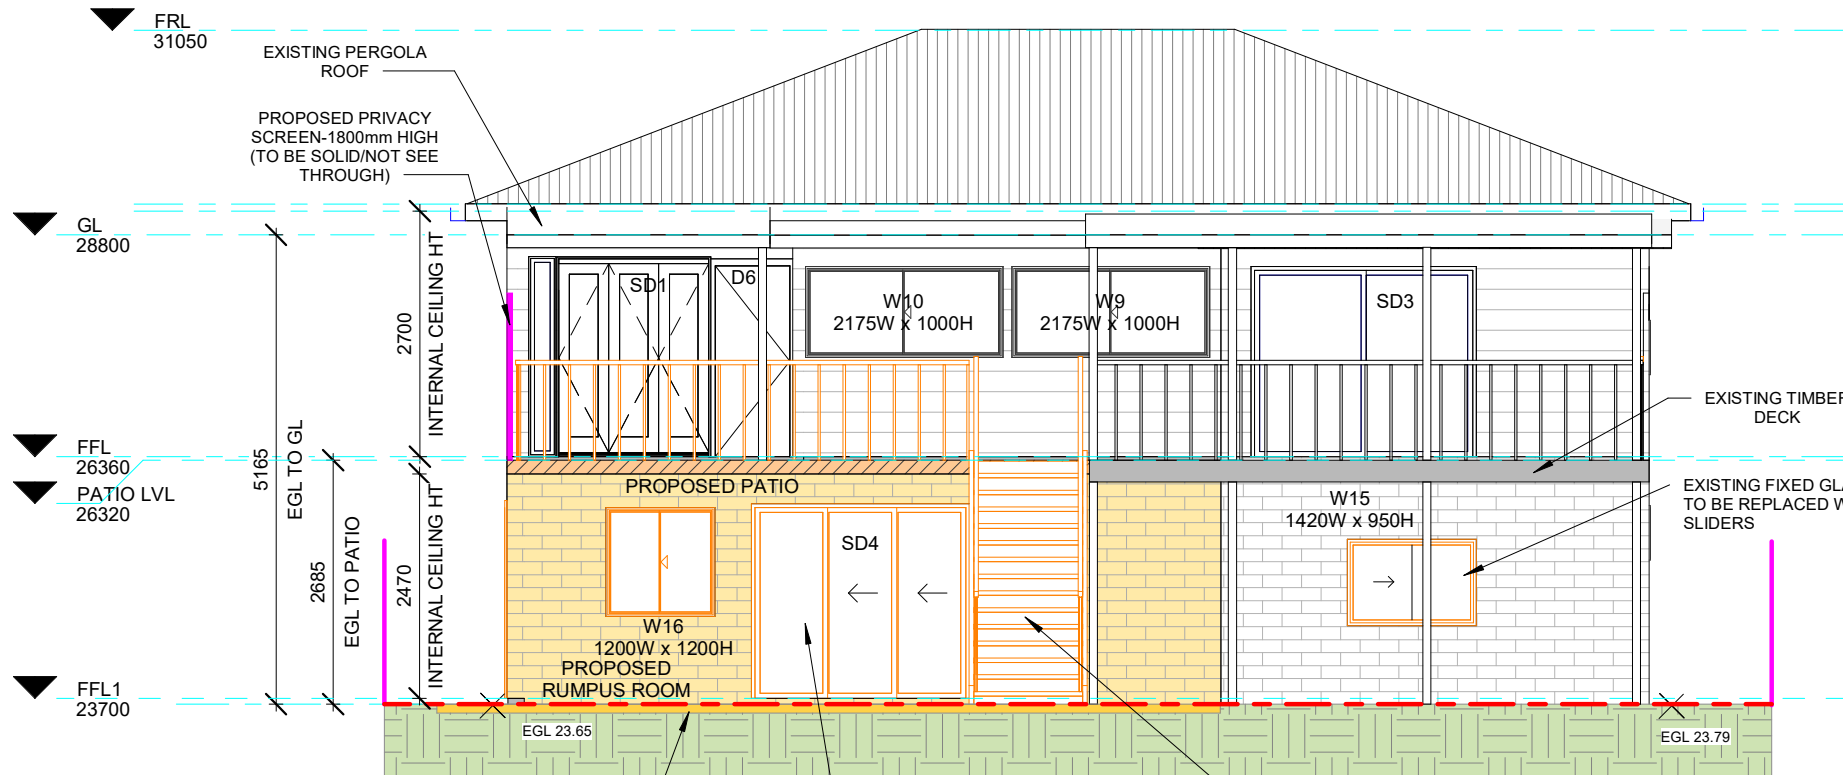 FRL
31050
EXISTING PERGOLA
ROOF
PROPOSED PRIVACY
SCREEN-1800mm HIGH
(TO BE SOLID/NOT SEE
THROUGH)
GL
28800
FFL
26360
PATIO LVL
26320
FFL1
23700
5165
EGL TO GL
2685
EGL TO PATIO
2700
INTERNAL CEILING HT
2470
INTERNAL CEILING HT
SD1
D6
W10
2175W x 1000H
W9
2175W x 1000H
SD3
EXISTING TIMBER
DECK
PROPOSED PATIO
SD4
W16
1200W x 1200H
PROPOSED
RUMPUS ROOM
W15
1420W x 950H
EXISTING FIXED GLA
TO BE REPLACED W
SLIDERS
EGL 23.65
EGL 23.79